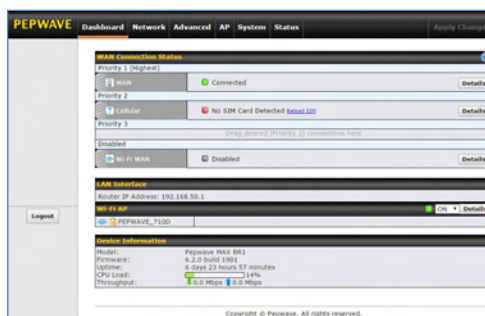 PEPWAVE Dashboard Network Advanced AP System Status Apply Change
WAN Connection Status
Priority 1 (Highest)
WAN Connected Details
Priority 2
Cellular No SIM Card Detected Reload SIM Details
Priority 3
Drag desired (Priority 3) connections here
Disabled
Wi-Fi WAN Disabled Details
LAN Interface
Router IP Address: 192.168.50.1
Wi-Fi AP ON Details
PEPWAVE_710D
Logout
Device Information
Model: Pepwave MAX BR1
Firmware: 6.2.0 build 1901
Uptime: 6 days 23 hours 57 minutes
CPU Load: 14%
Throughput: 0.0 Mbps 0.0 Mbps
Copyright © Pepwave. All rights reserved.